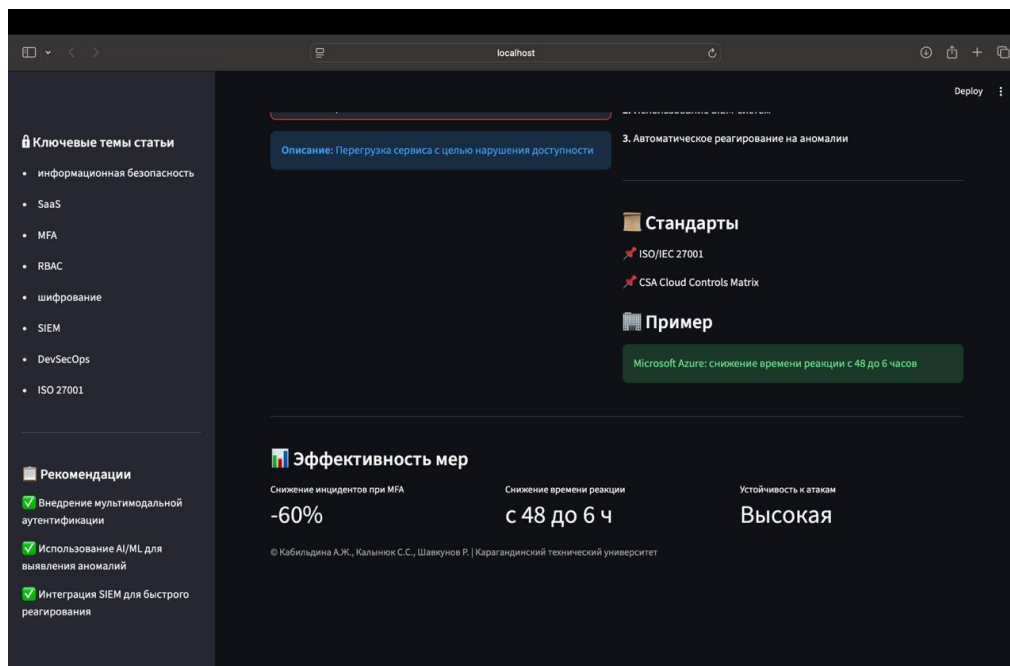 localhost
Deploy
Ключевые темы статьи
информационная безопасность
SaaS
MFA
RBAC
шифрование
SIEM
DevSecOps
ISO 27001
Рекомендации
Внедрение мультимодальной
аутентификации
Использование AI/ML для
выявления аномалий
Интеграция SIEM для быстрого
реагирования
Описание: Перегрузка сервиса с целью нарушения доступности
3. Автоматическое реагирование на аномалии
Стандарты
ISO/IEC 27001
CSA Cloud Controls Matrix
Пример
Microsoft Azure: снижение времени реакции с 48 до 6 часов
Эффективность мер
Снижение инцидентов при MFA
-60%
Снижение времени реакции
с 48 до 6 ч
Устойчивость к атакам
Высокая
© Кабильдина А.Ж., Калынюк С.С., Шавкунов Р. | Карагандинский технический университет